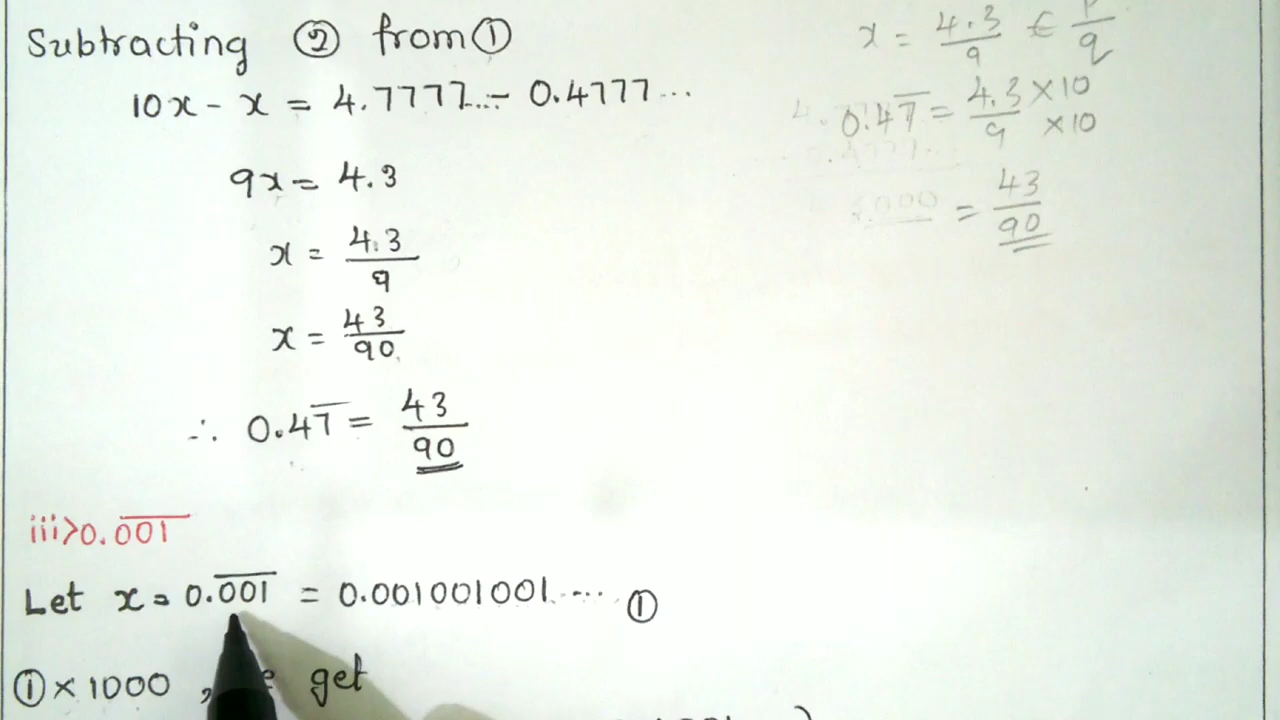 Subtracting ② from ①
10x - x = 4.7777... - 0.4777...
9x = 4.3
x = 4.3/9
x = 43/90
∴ 0.47̅ = 43/90
x = 4.3/9 € p/q
0.47̅ = 4.3 ×10 / 9 ×10
= 43/90
iii> 0.0̅0̅1̅
Let x = 0.0̅0̅1̅ = 0.001001001.... ①
① × 1000 , get